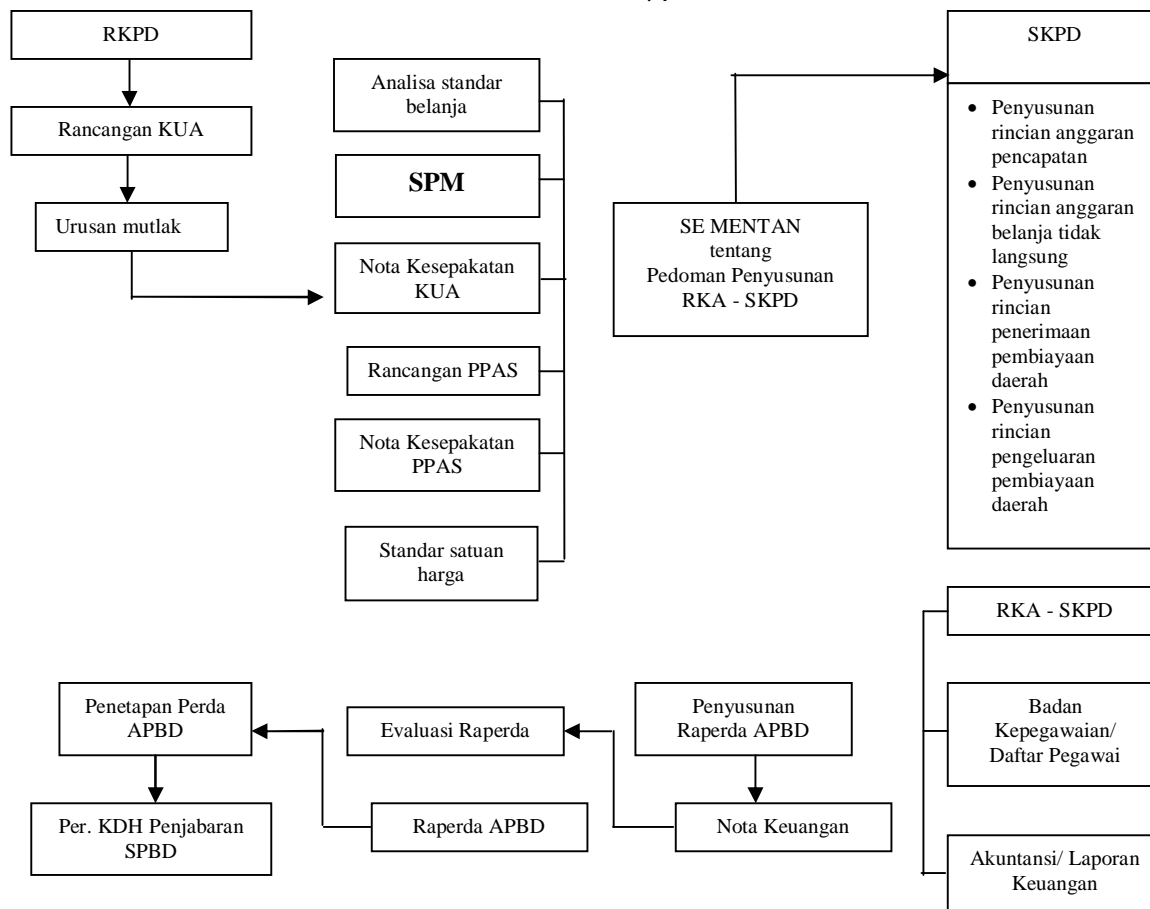 RKPD
Rancangan KUA
Urusan mutlak
Analisa standar
belanja
SPM
Nota Kesepakatan
KUA
Rancangan PPAS
Nota Kesepakatan
PPAS
Standar satuan
harga
SE MENTAN
tentang
Pedoman Penyusunan
RKA - SKPD
SKPD
• Penyusunan
rincian anggaran
pencapatan
• Penyusunan
rincian anggaran
belanja tidak
langsung
• Penyusunan
rincian
penerimaan
pembiayaan
daerah
• Penyusunan
rincian
pengeluaran
pembiayaan
daerah
RKA - SKPD
Badan
Kepegawaian/
Daftar Pegawai
Akuntansi/ Laporan
Keuangan
Penyusunan
Raperda APBD
Nota Keuangan
Evaluasi Raperda
Raperda APBD
Penetapan Perda
APBD
Per. KDH Penjabaran
SPBD